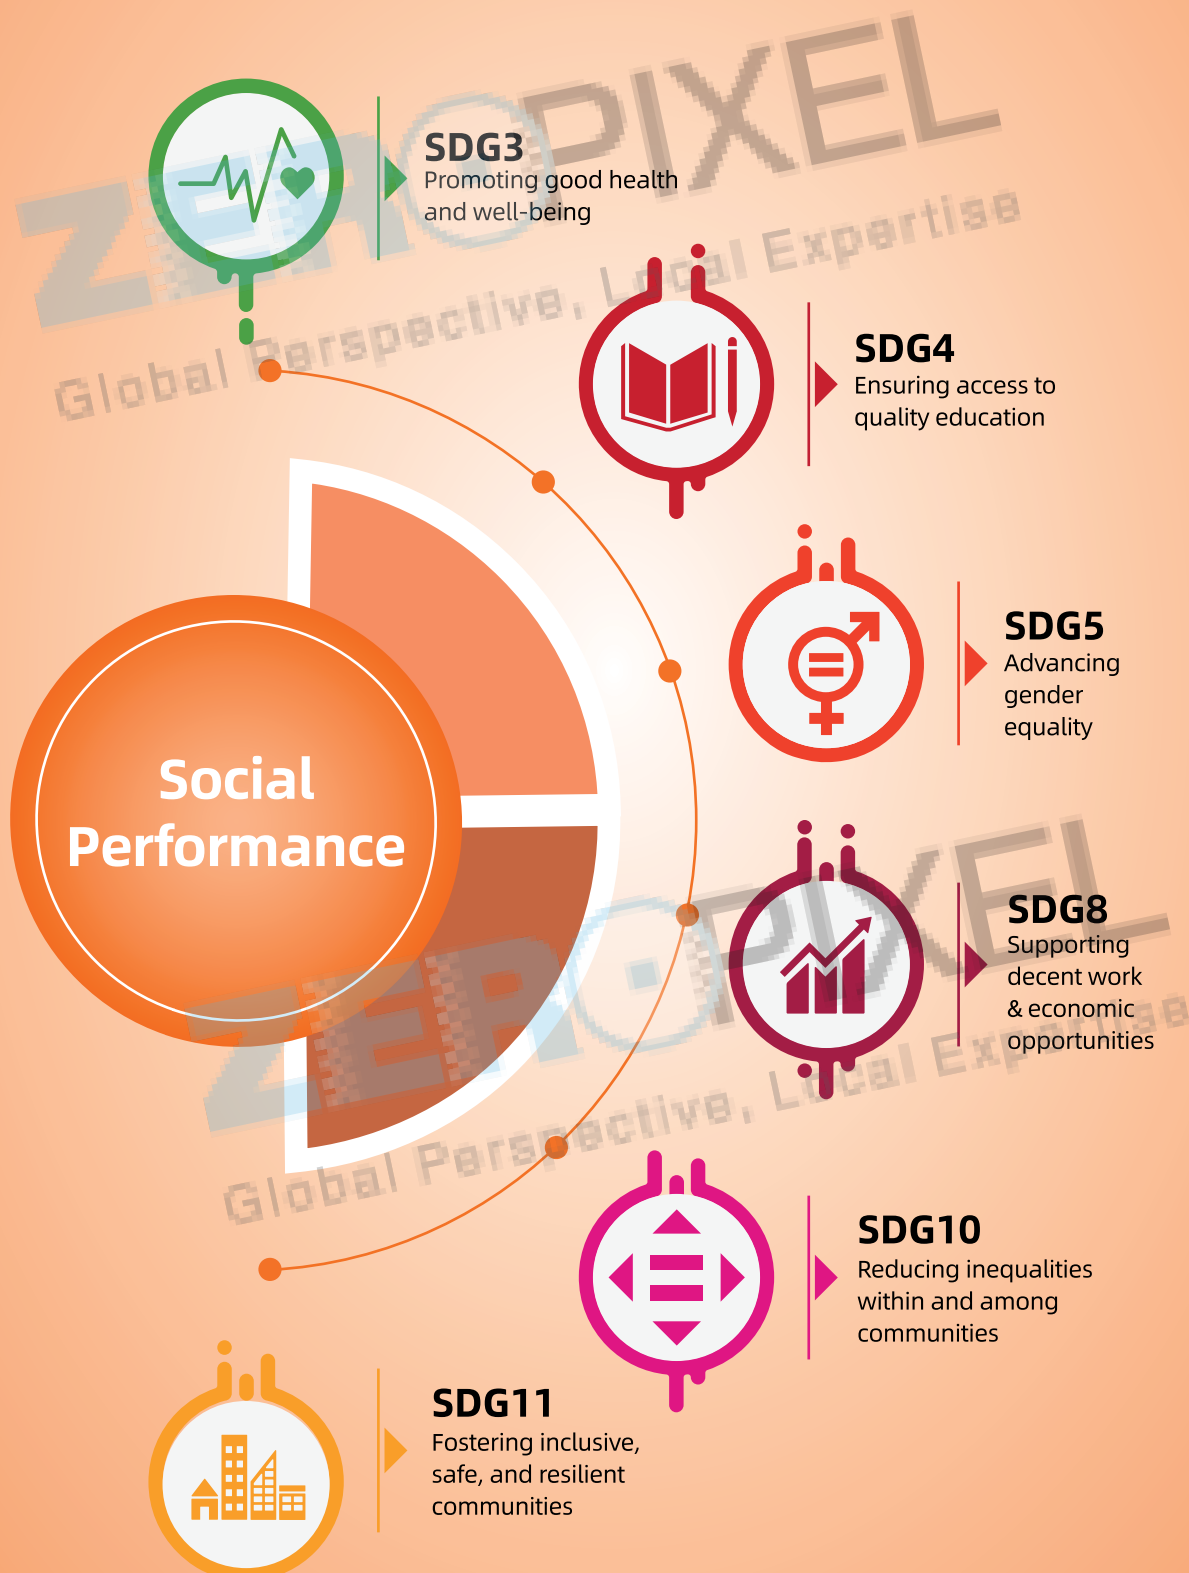 ZEROPIXEL
Global Perspective, Local Expertise
SDG3
Promoting good health
and well-being
SDG4
Ensuring access to
quality education
SDG5
Advancing
gender
equality
Social
Performance
SDG8
Supporting
decent work
& economic
opportunities
ZEROPIXEL
Global Perspective, Local Expertise
SDG10
Reducing inequalities
within and among
communities
SDG11
Fostering inclusive,
safe, and resilient
communities